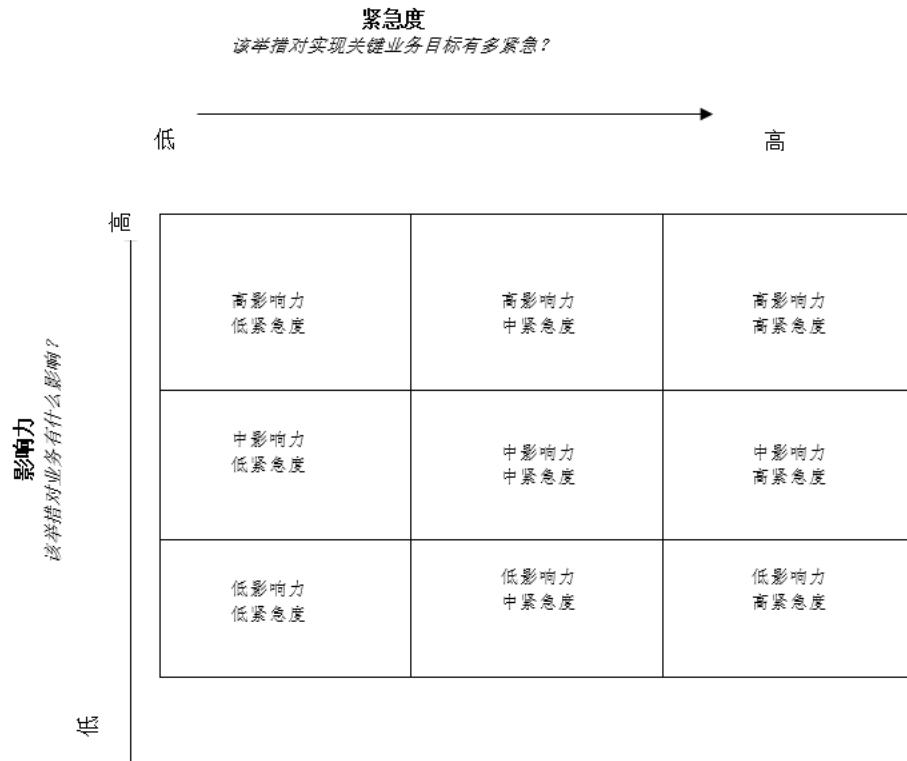 紧急度
该举措对实现关键业务目标有多紧急？
低
高
高
影响力
该举措对业务有什么影响？
低
高影响力
低紧急度
高影响力
中紧急度
高影响力
高紧急度
中影响力
低紧急度
中影响力
中紧急度
中影响力
高紧急度
低影响力
低紧急度
低影响力
中紧急度
低影响力
高紧急度